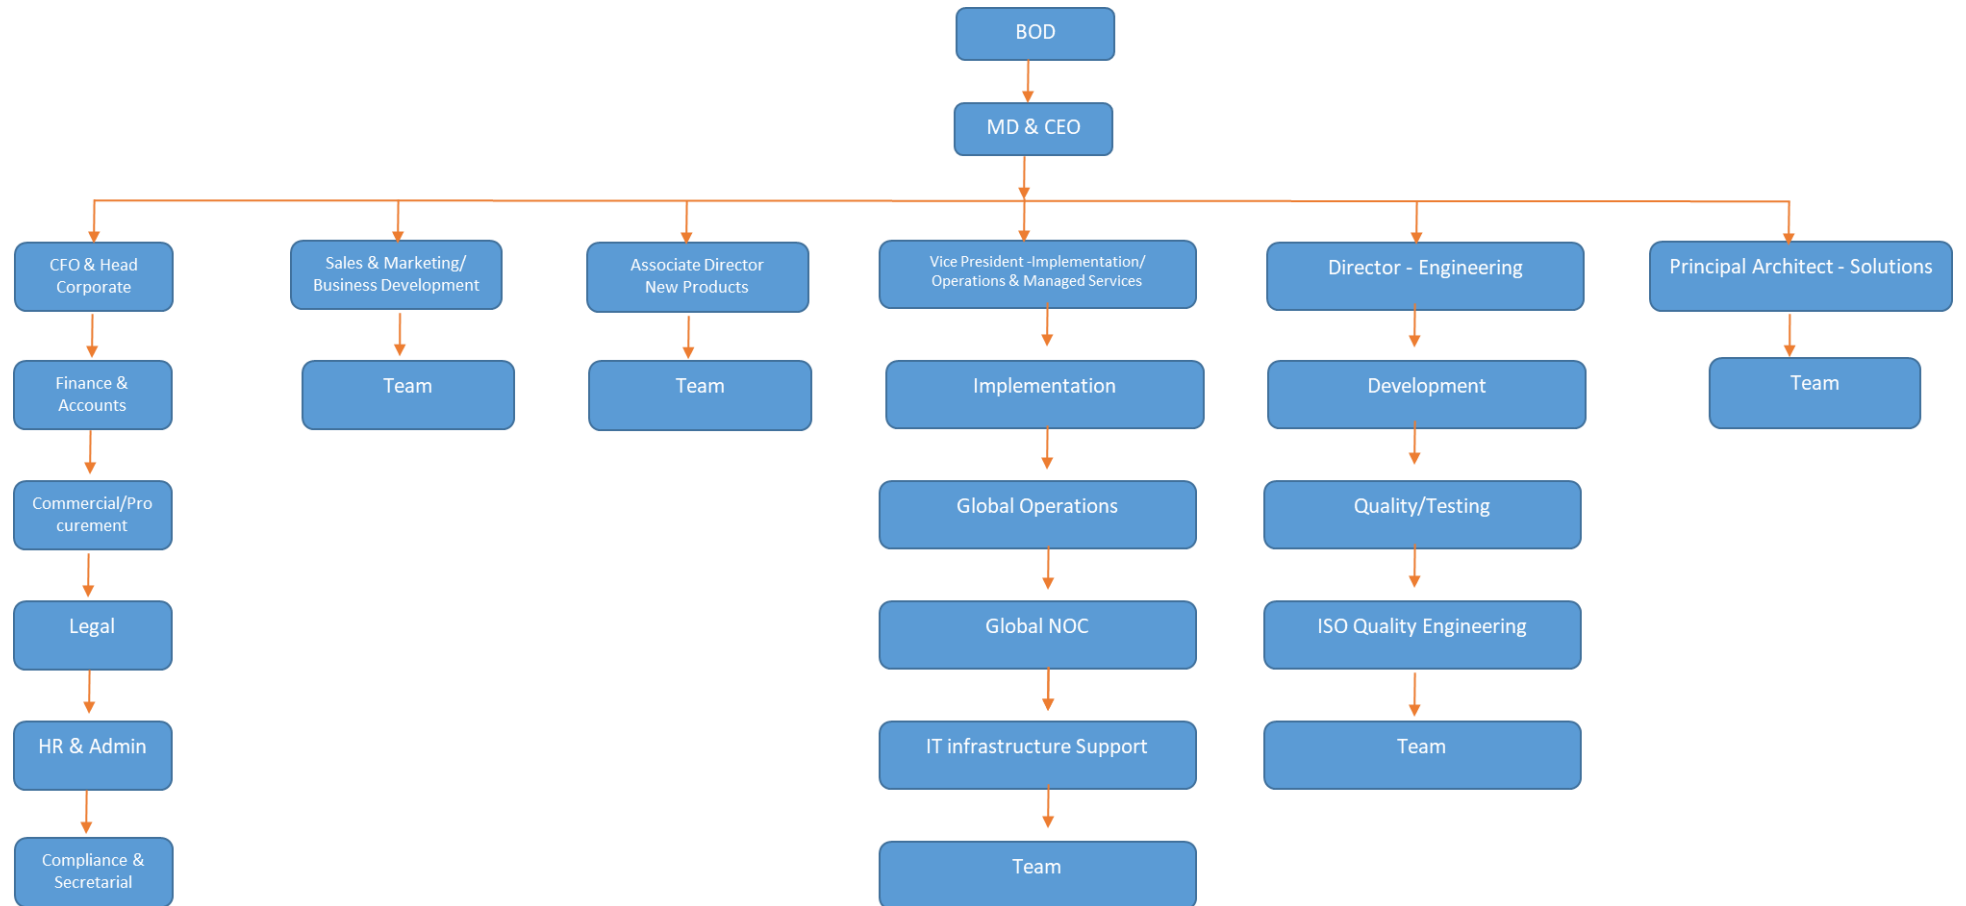 BOD
MD & CEO
CFO & Head
Corporate
Sales & Marketing/
Business Development
Associate Director
New Products
Vice President -Implementation/
Operations & Managed Services
Director - Engineering
Principal Architect - Solutions
Finance &
Accounts
Team
Team
Implementation
Development
Team
Commercial/Pro
curement
Global Operations
Quality/Testing
Legal
Global NOC
ISO Quality Engineering
HR & Admin
IT infrastructure Support
Team
Compliance &
Secretarial
Team